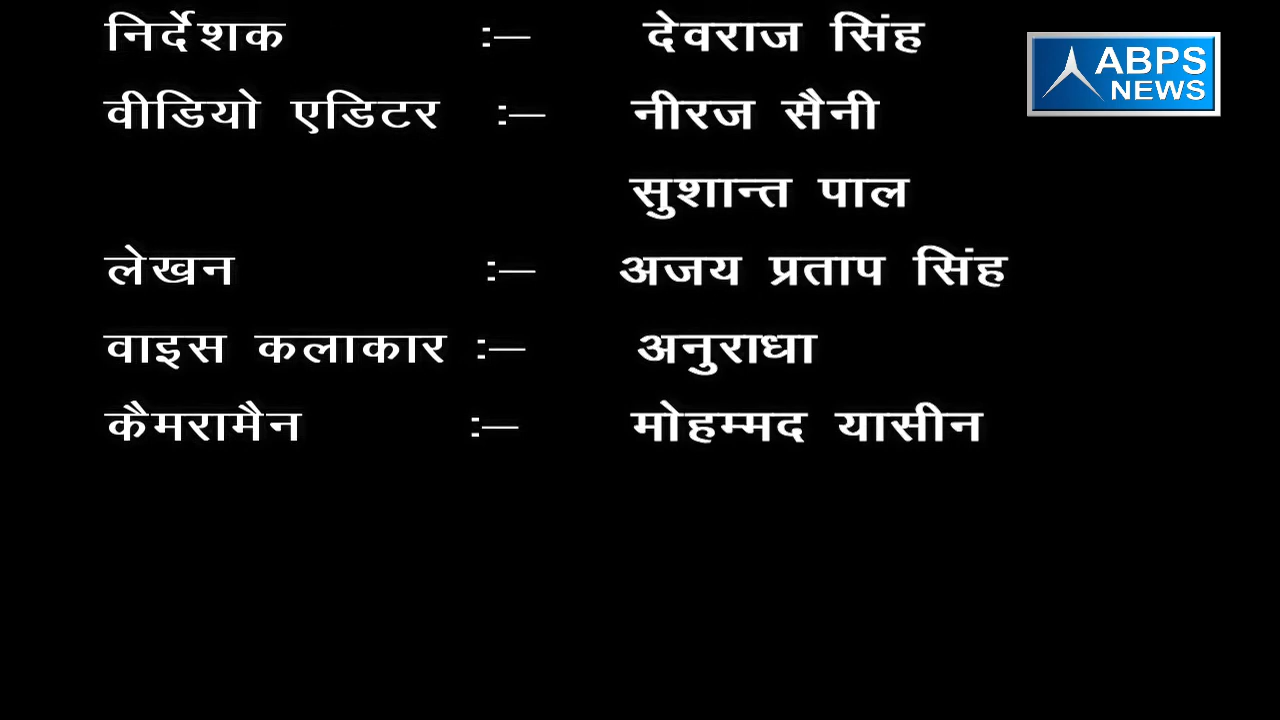 निर्देशक :— देवराज सिंह
ABPS
NEWS
वीडियो एडिटर :— नीरज सैनी
सुशान्त पाल
लेखन :— अजय प्रताप सिंह
वाइस कलाकार :— अनुराधा
कैमरामैन :— मोहम्मद यासीन